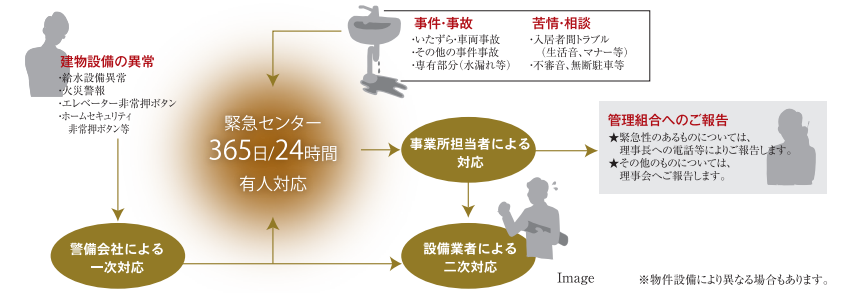 建物設備の異常
・給水設備異常
・火災警報
・エレベーター非常押ボタン
・ホームセキュリティ
非常押ボタン等
事件・事故
・いたずら・車両事故
・その他の事件事故
・専有部分（水漏れ等）
苦情・相談
・入居者間トラブル
（生活音、マナー等）
・不審音、無断駐車等
緊急センター
365日/24時間
有人対応
事業所担当者による
対応
管理組合へのご報告
★緊急性のあるものについては、
理事長への電話等によりご報告します。
★その他のものについては、
理事会へご報告します。
警備会社による
一次対応
設備業者による
二次対応
Image
※物件設備により異なる場合もあります。